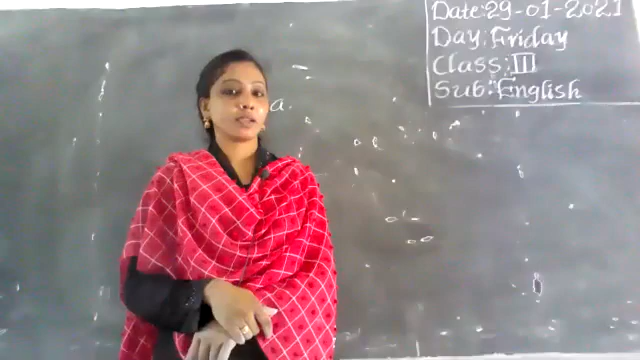 Date:29-01-2021
Day:Friday
Class:III
Sub:English
a.